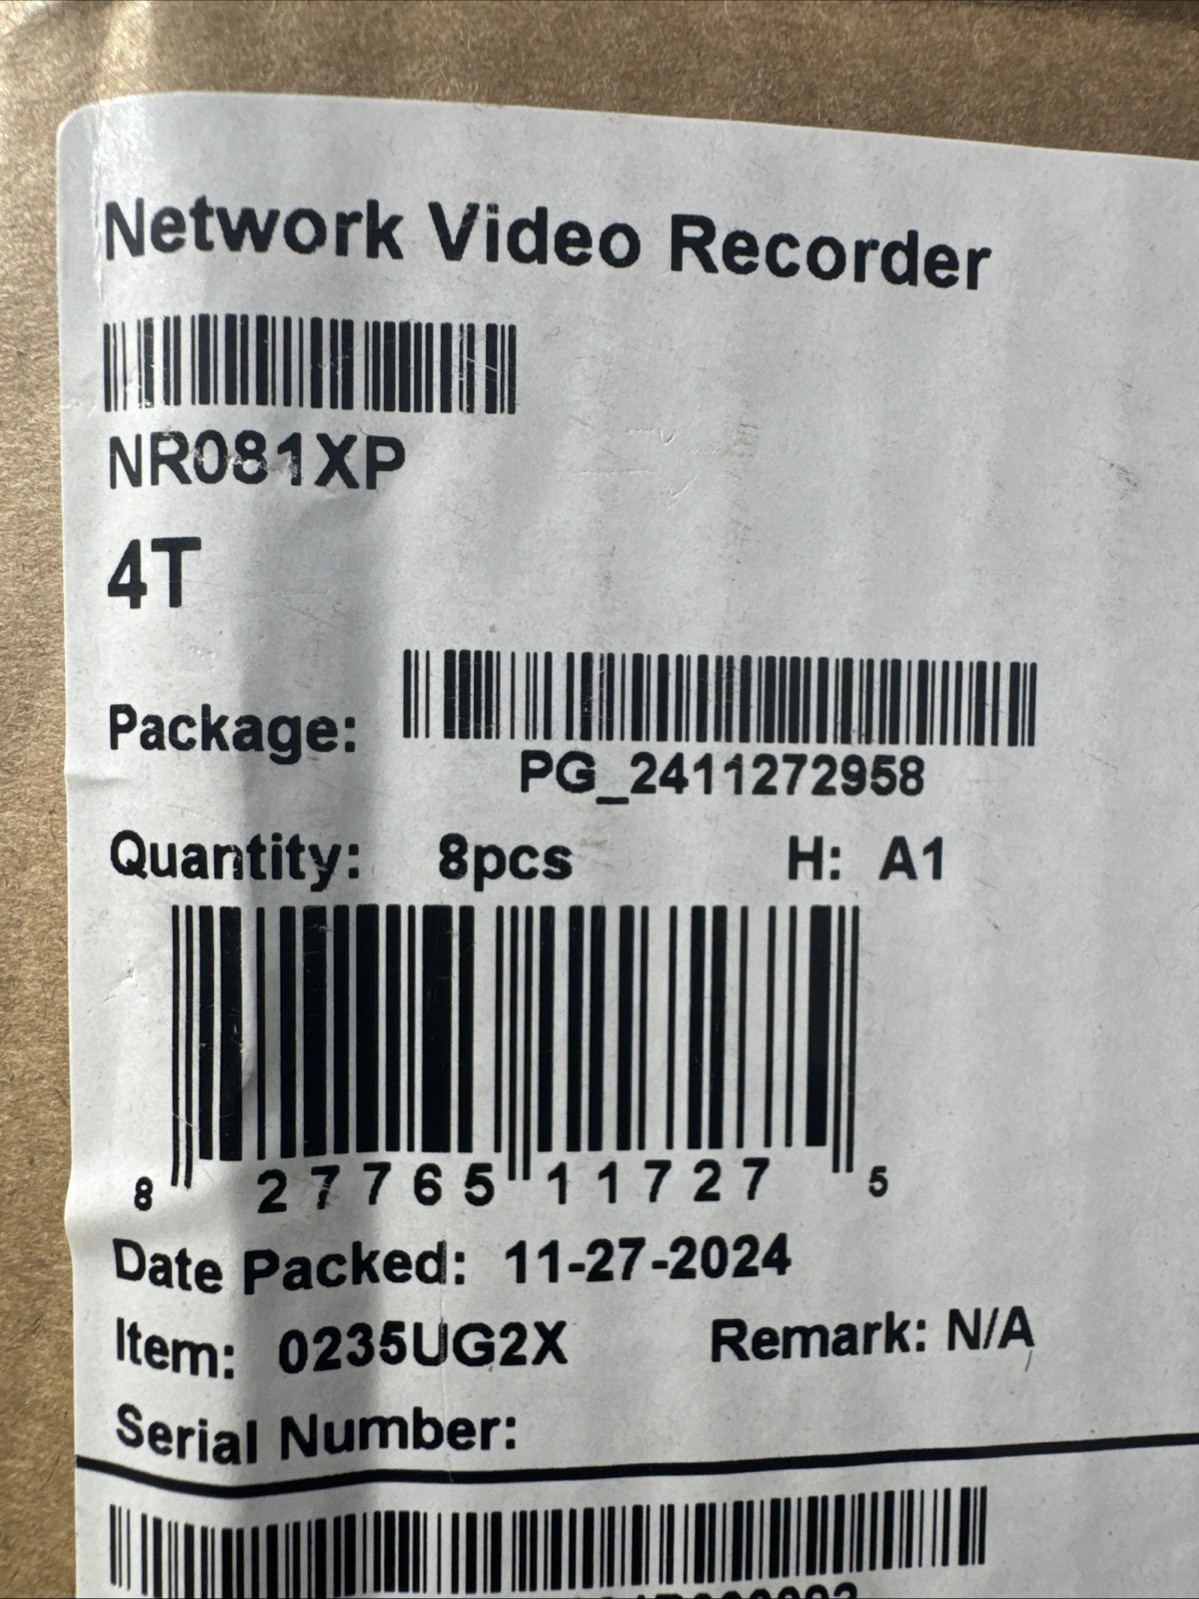 Network Video Recorder
NR081XP
4T
Package:
PG_2411272958
Quantity: 8pcs H: A1
8 27765 11727 5
Date Packed: 11-27-2024
Item: 0235UG2X Remark: N/A
Serial Number: